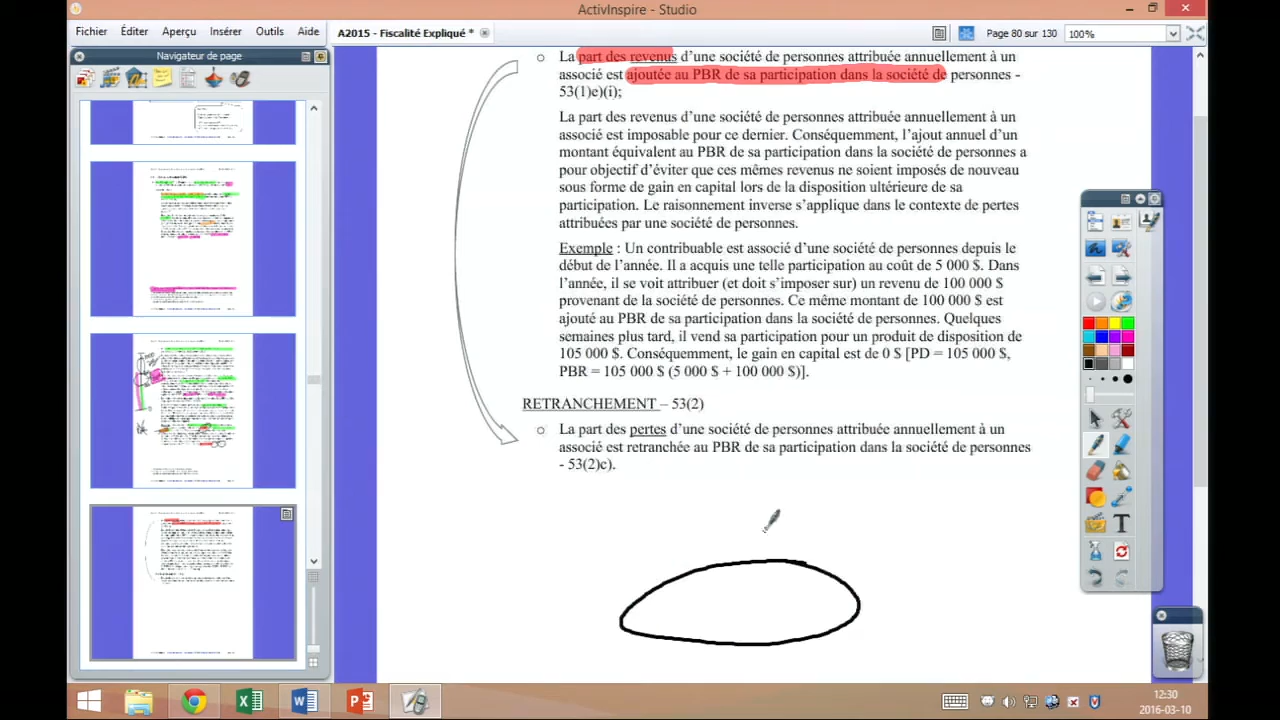 ActivInspire - Studio
Fichier Éditer Aperçu Insérer Outils Aide
A2015 - Fiscalité Expliqué *
Page 80 sur 130
100%
Navigateur de page
o La part des revenus d'une société de personnes attribuée annuellement à un
associé est ajoutée au PBR de sa participation dans la société de personnes -
53(1)e)(i);
La part des revenus d'une société de personnes attribuée annuellement à un
associé est imposable pour ce dernier. Conséquemment, l'ajout annuel d'un
montant équivalent au PBR de sa participation dans la société de personnes a
pour effet d'éviter que ces mêmes revenus ne soient imposés de nouveau
sous forme de gain en capital lors de la disposition ultérieure de sa
participation. Le raisonnement inverse s'applique dans le contexte de pertes
attribuées par une société de personnes.
Exemple : Un contribuable est associé d'une société de personnes depuis le
début de l'année. Il a acquis une telle participation au coût de 5 000 $. Dans
l'année, il se voit attribuer (et donc imposer sur) une somme de 100 000 $
provenant de la société de personnes. Ce même montant de 100 000 $ est
ajouté au PBR de sa participation dans la société de personnes. Quelques
semaines plus tard, il vend sa participation pour un produit de disposition de
105 000 $. Conséquemment, le gain en capital est de 0 $ [PD = 105 000 $;
PBR = 105 000 $ (5 000 $ + 100 000 $)].
RETRANCHEMENT – 53(2)
o La part des pertes d'une société de personnes attribuée annuellement à un
associé est retranchée au PBR de sa participation dans la société de personnes
- 53(2)c).
12:30
2016-03-10